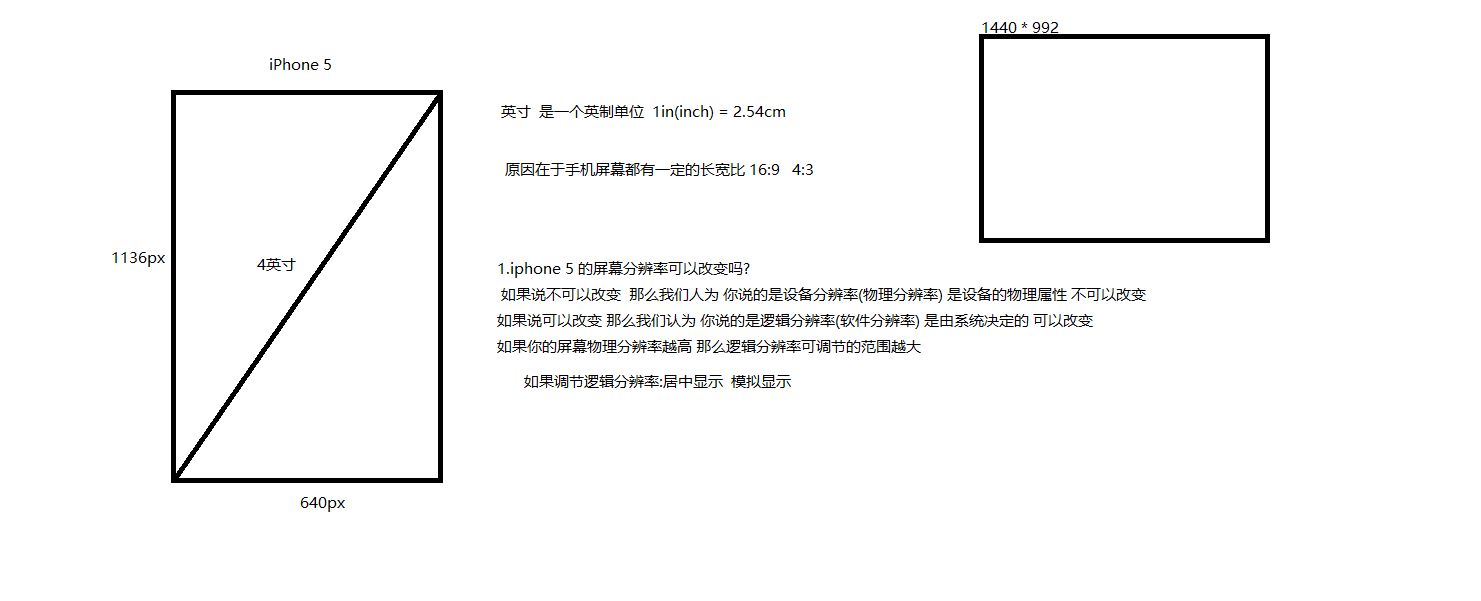 1440 * 992
iPhone 5
英寸 是一个英制单位 1in(inch) = 2.54cm
原因在于手机屏幕都有一定的长宽比 16:9 4:3
1136px
4英寸
1.iphone 5 的屏幕分辨率可以改变吗?
如果说不可以改变 那么我们人为 你说的是设备分辨率(物理分辨率) 是设备的物理属性 不可以改变
如果说可以改变 那么我们认为 你说的是逻辑分辨率(软件分辨率) 是由系统决定的 可以改变
如果你的屏幕物理分辨率越高 那么逻辑分辨率可调节的范围越大
如果调节逻辑分辨率:居中显示 模拟显示
640px